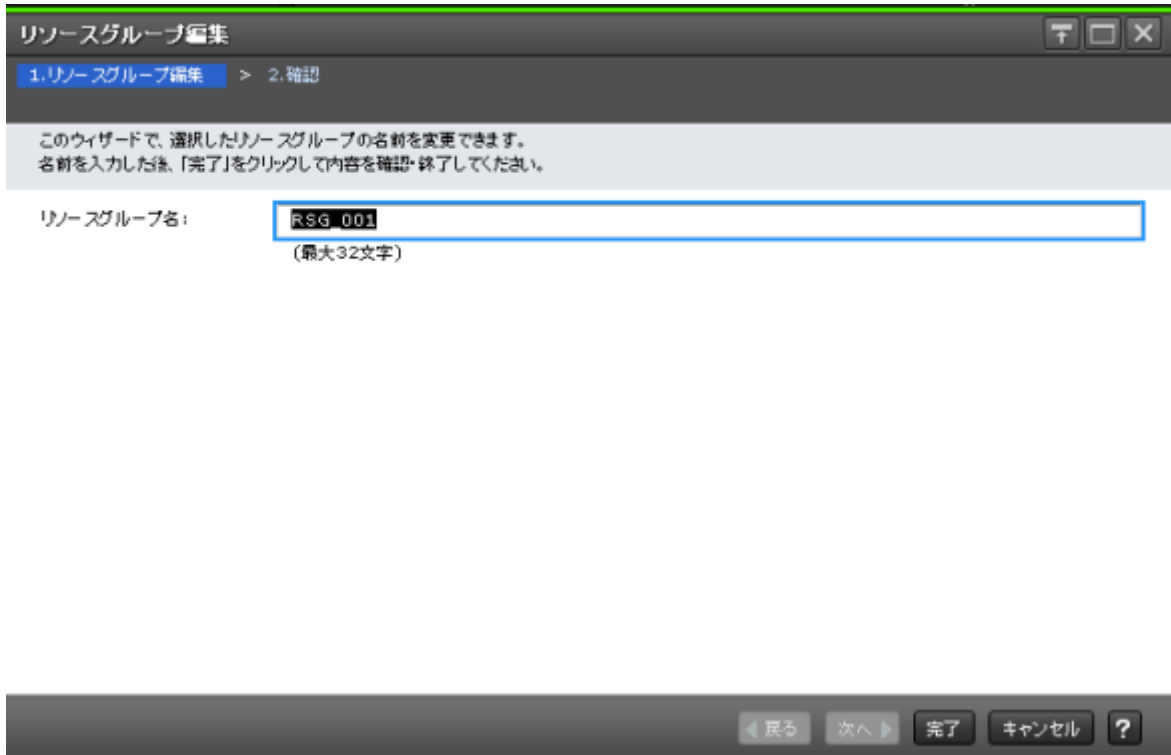 リソースグループ編集
1.リソースグループ編集 > 2.確認
このウィザードで、選択したリソースグループの名前を変更できます。
名前を入力した後、「完了」をクリックして内容を確認・終了してください。
リソースグループ名: RSG_001
(最大32文字)
戻る 次へ 完了 キャンセル ?